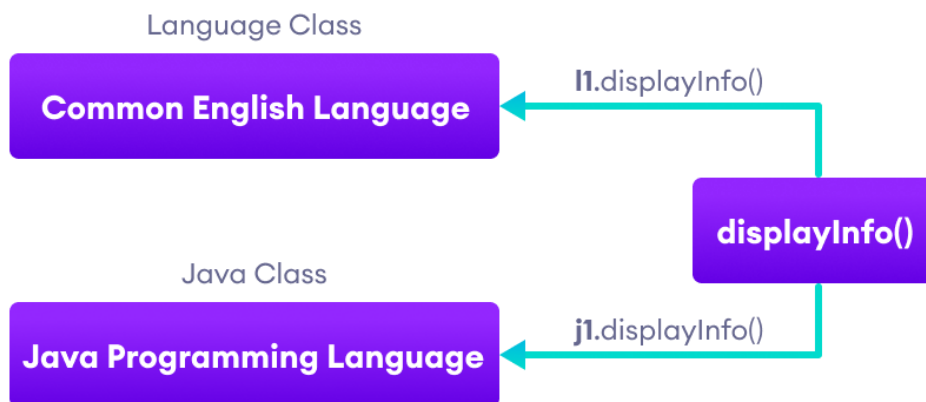 Language Class
Common English Language
l1.displayInfo()
displayInfo()
Java Class
Java Programming Language
j1.displayInfo()